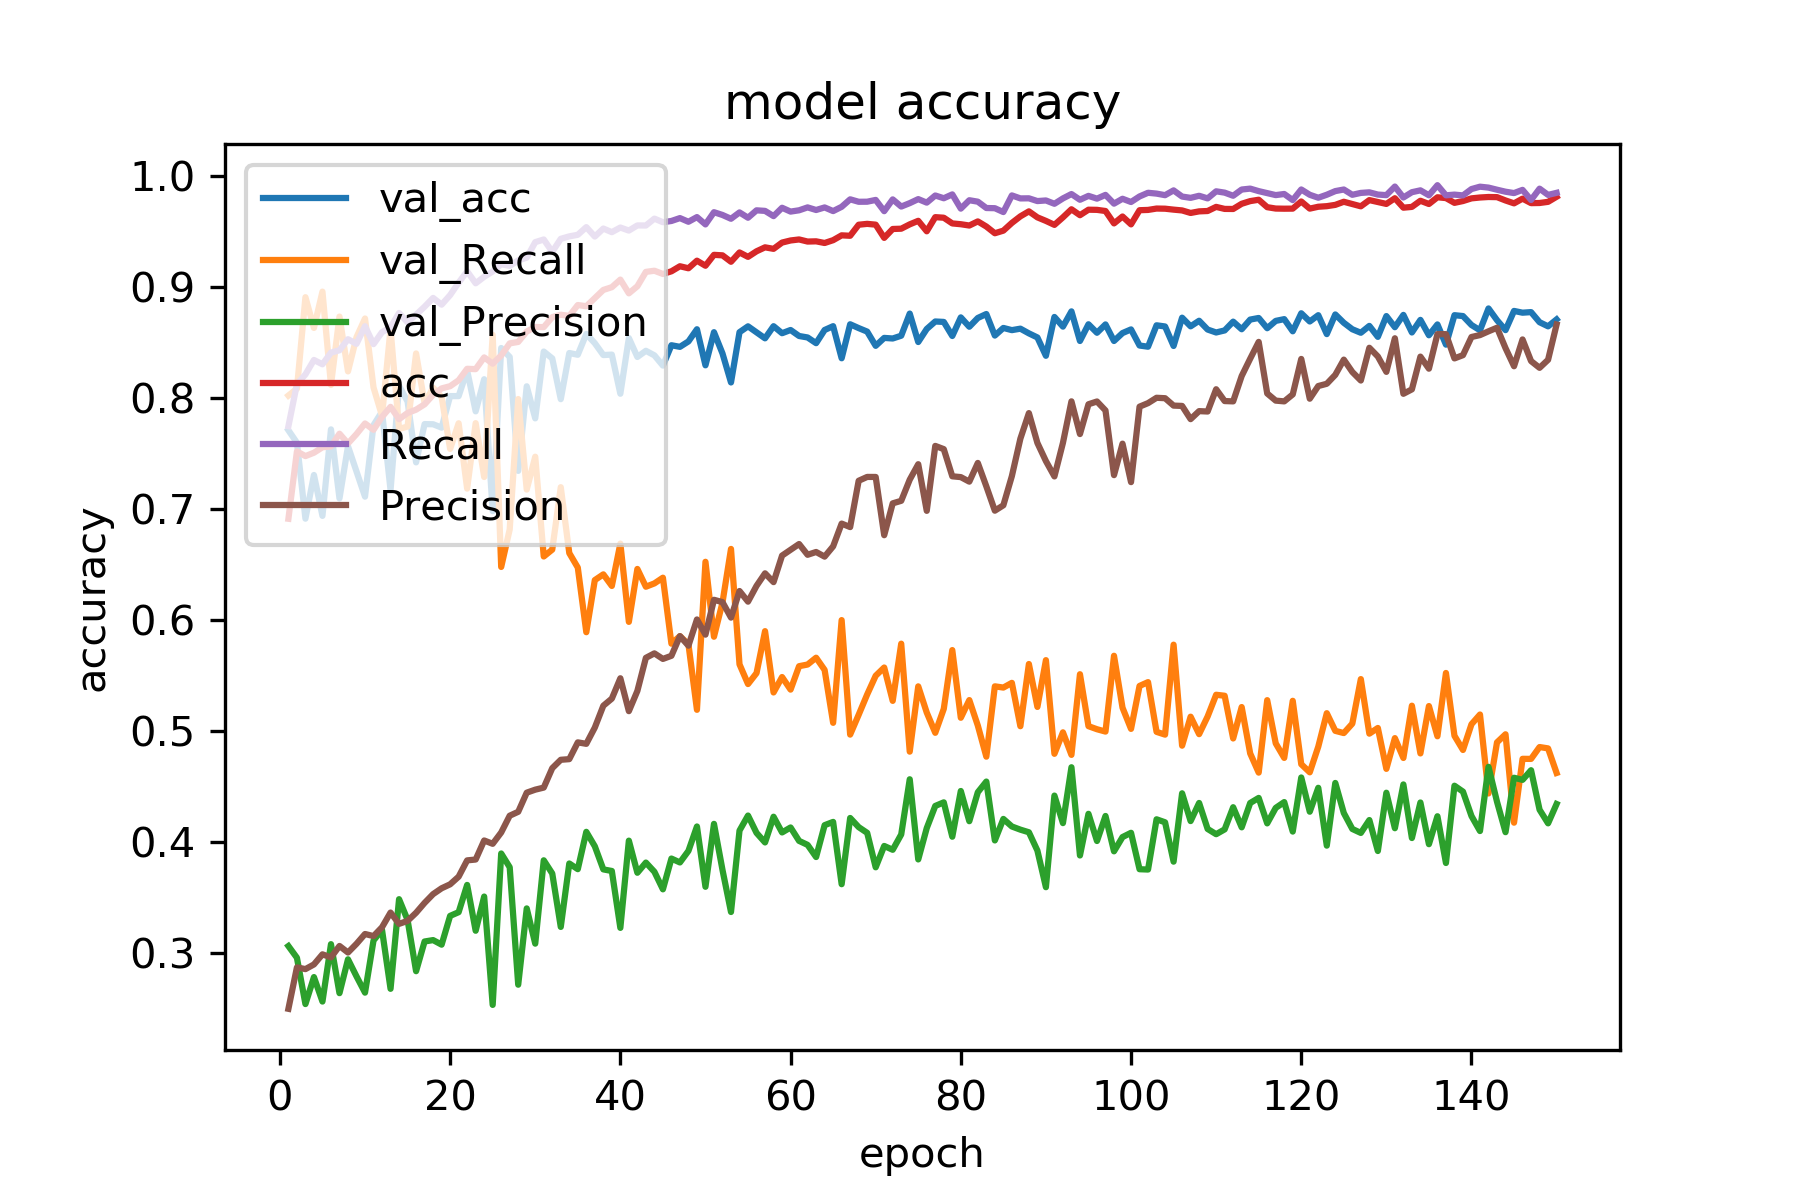 model accuracy
accuracy
1.0
0.9
0.8
0.7
0.6
0.5
0.4
0.3
val_acc
val_Recall
val_Precision
acc
Recall
Precision
0 20 40 60 80 100 120 140
epoch